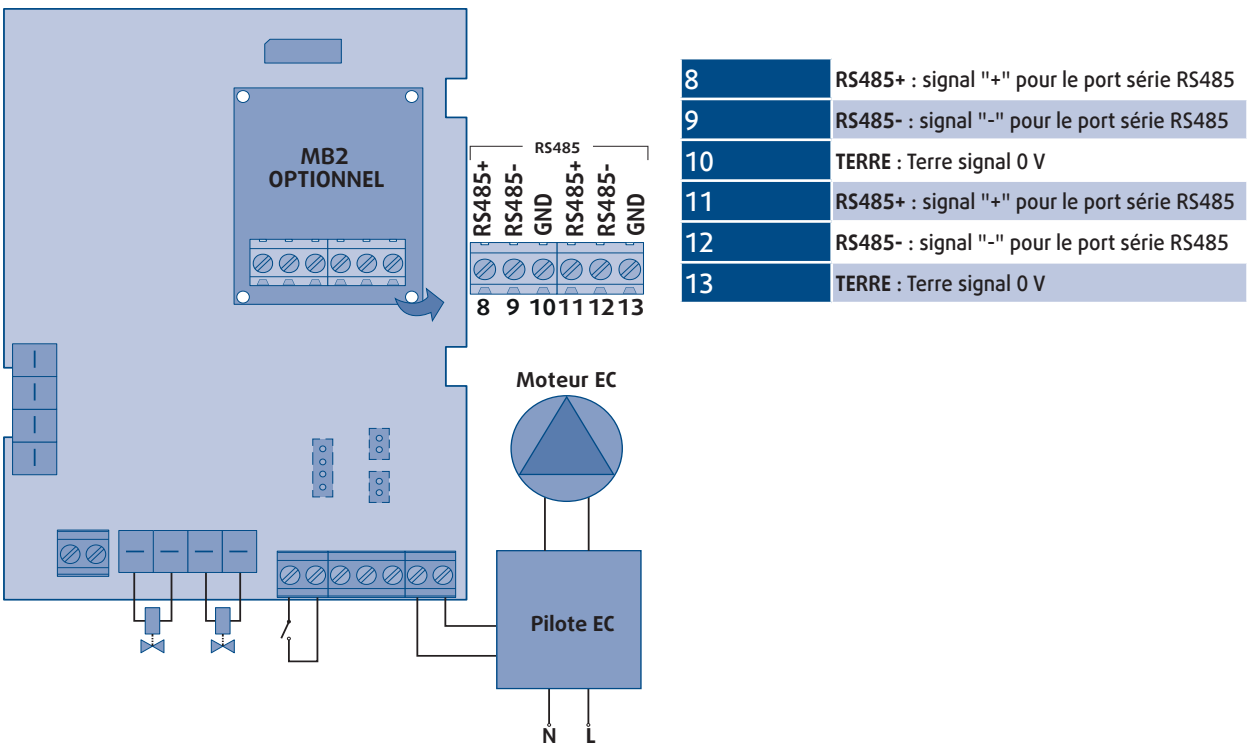 MB2
OPTIONNEL
RS485
RS485+
RS485-
GND
RS485+
RS485-
GND
8 9 10 11 12 13
Moteur EC
Pilote EC
N L
8 RS485+ : signal "+" pour le port série RS485
9 RS485- : signal "-" pour le port série RS485
10 TERRE : Terre signal 0 V
11 RS485+ : signal "+" pour le port série RS485
12 RS485- : signal "-" pour le port série RS485
13 TERRE : Terre signal 0 V